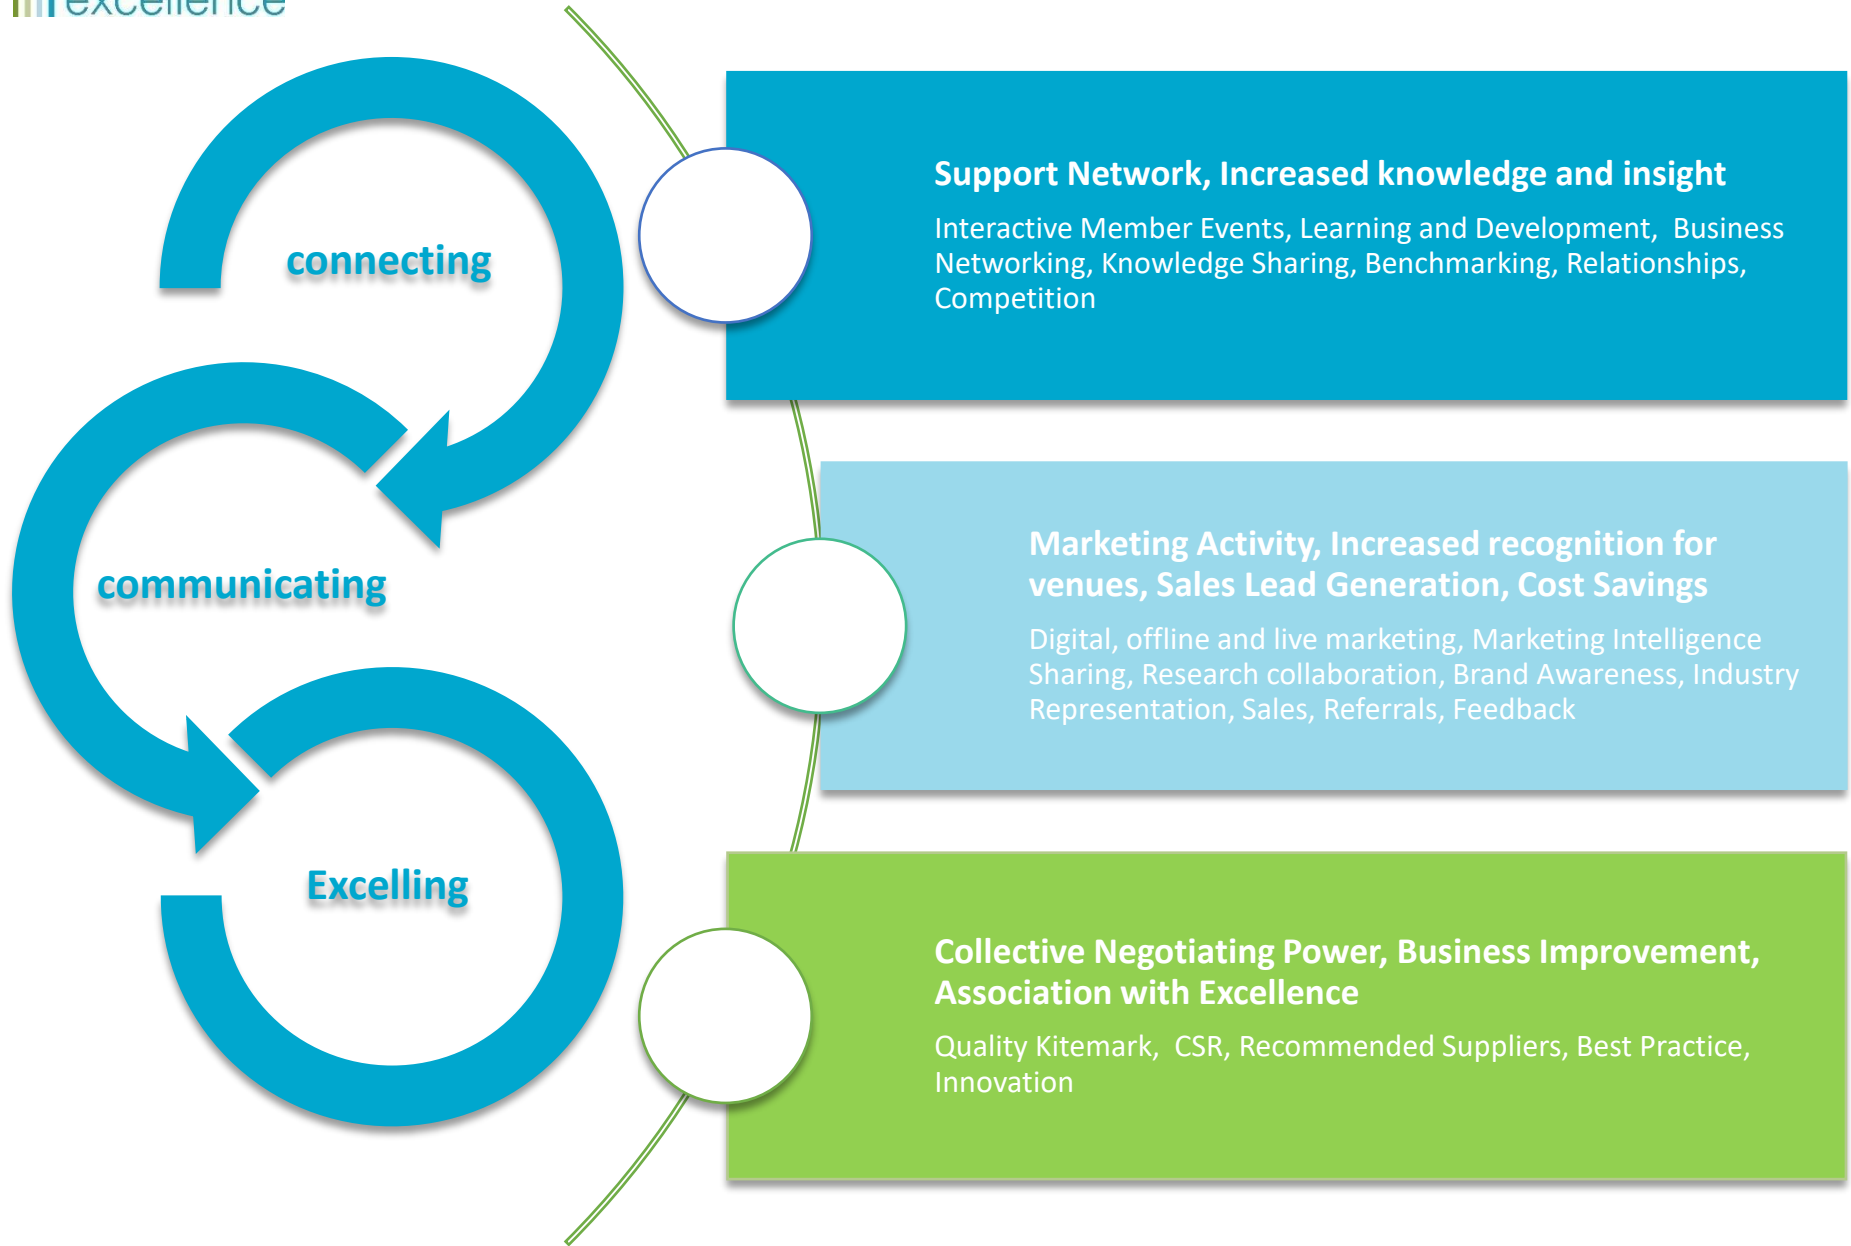 excellence
connecting
communicating
Excelling
Support Network, Increased knowledge and insight
Interactive Member Events, Learning and Development,  Business
Networking, Knowledge Sharing, Benchmarking, Relationships,
Competition
Marketing Activity, Increased recognition for
venues, Sales Lead Generation, Cost Savings
Digital, offline and live marketing, Marketing Intelligence
Sharing, Research collaboration, Brand Awareness, Industry
Representation, Sales, Referrals, Feedback
Collective Negotiating Power, Business Improvement,
Association with Excellence
Quality Kitemark,  CSR, Recommended Suppliers, Best Practice,
Innovation